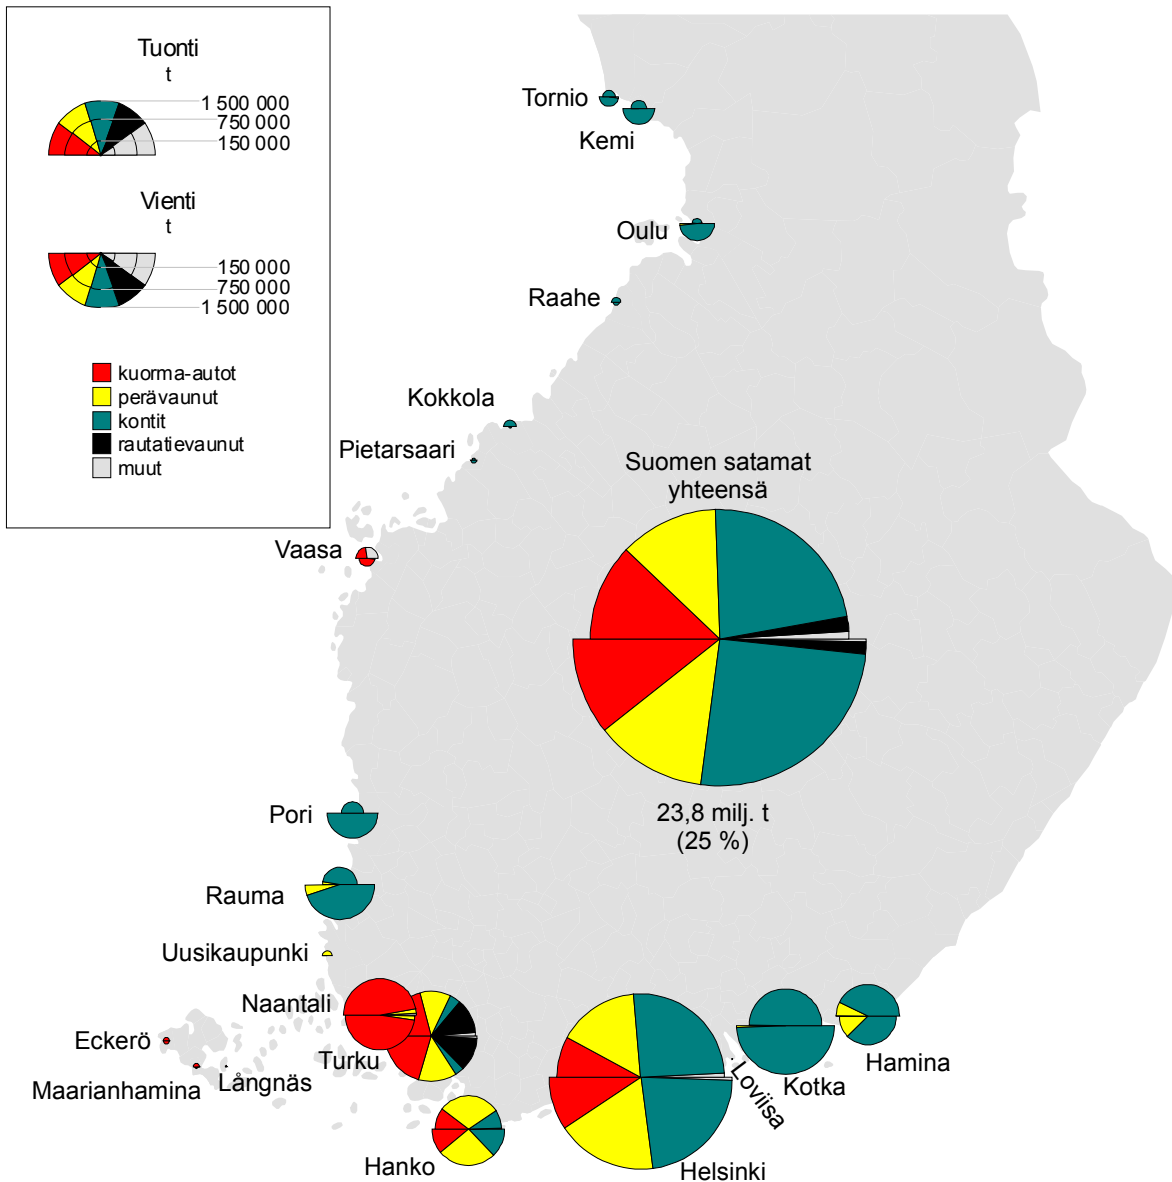 Tuonti
t
1 500 000
750 000
150 000
Vienti
t
150 000
750 000
1 500 000
kuorma-autot
perävaunut
kontit
rautatievaunut
muut
Tornio
Kemi
Oulu
Raahe
Kokkola
Pietarsaari
Vaasa
Suomen satamat
yhteensä
23,8 milj. t
(25 %)
Pori
Rauma
Uusikaupunki
Naantali
Turku
Eckerö
Maarianhamina
Långnäs
Hanko
Helsinki
Loviisa
Kotka
Hamina